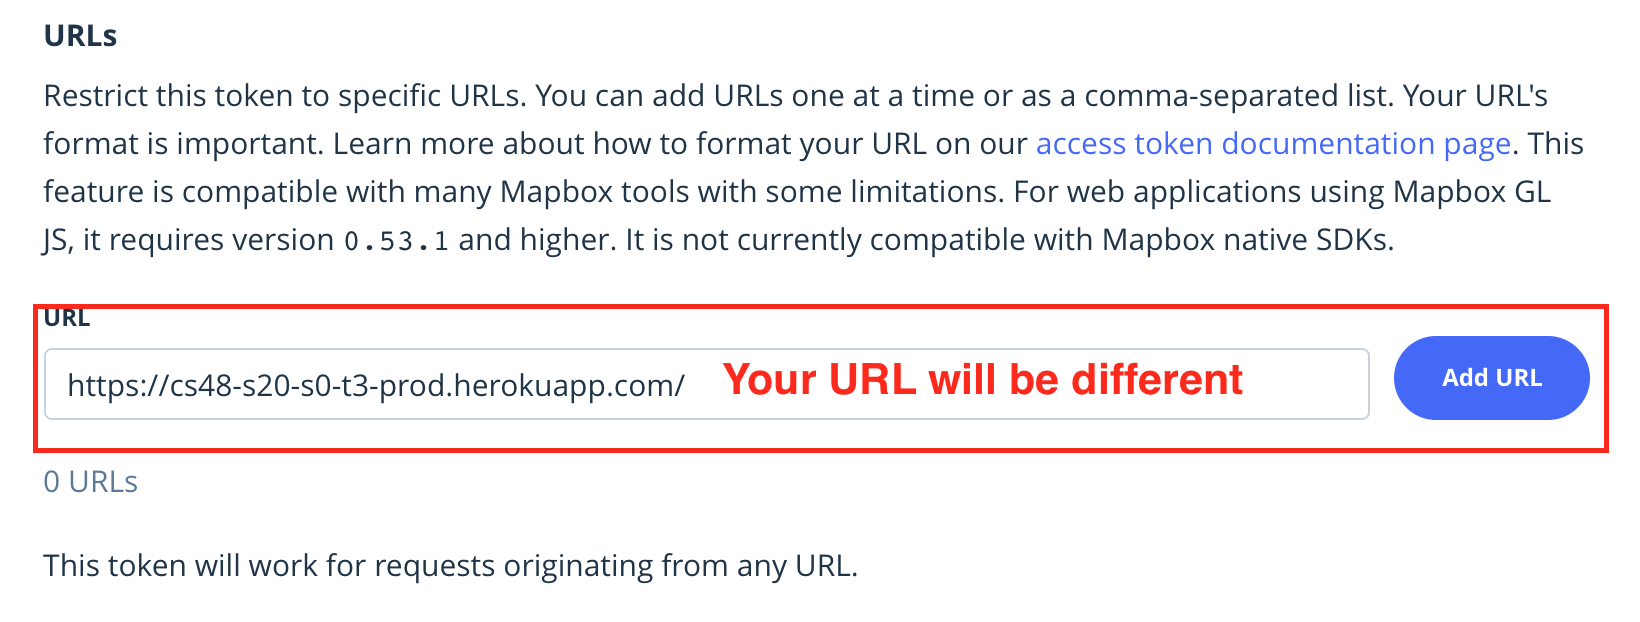 URLs
Restrict this token to specific URLs. You can add URLs one at a time or as a comma-separated list. Your URL's
format is important. Learn more about how to format your URL on our access token documentation page. This
feature is compatible with many Mapbox tools with some limitations. For web applications using Mapbox GL
JS, it requires version 0.53.1 and higher. It is not currently compatible with Mapbox native SDKs.
URL
https://cs48-s20-s0-t3-prod.herokuapp.com/ Your URL will be different Add URL
0 URLs
This token will work for requests originating from any URL.